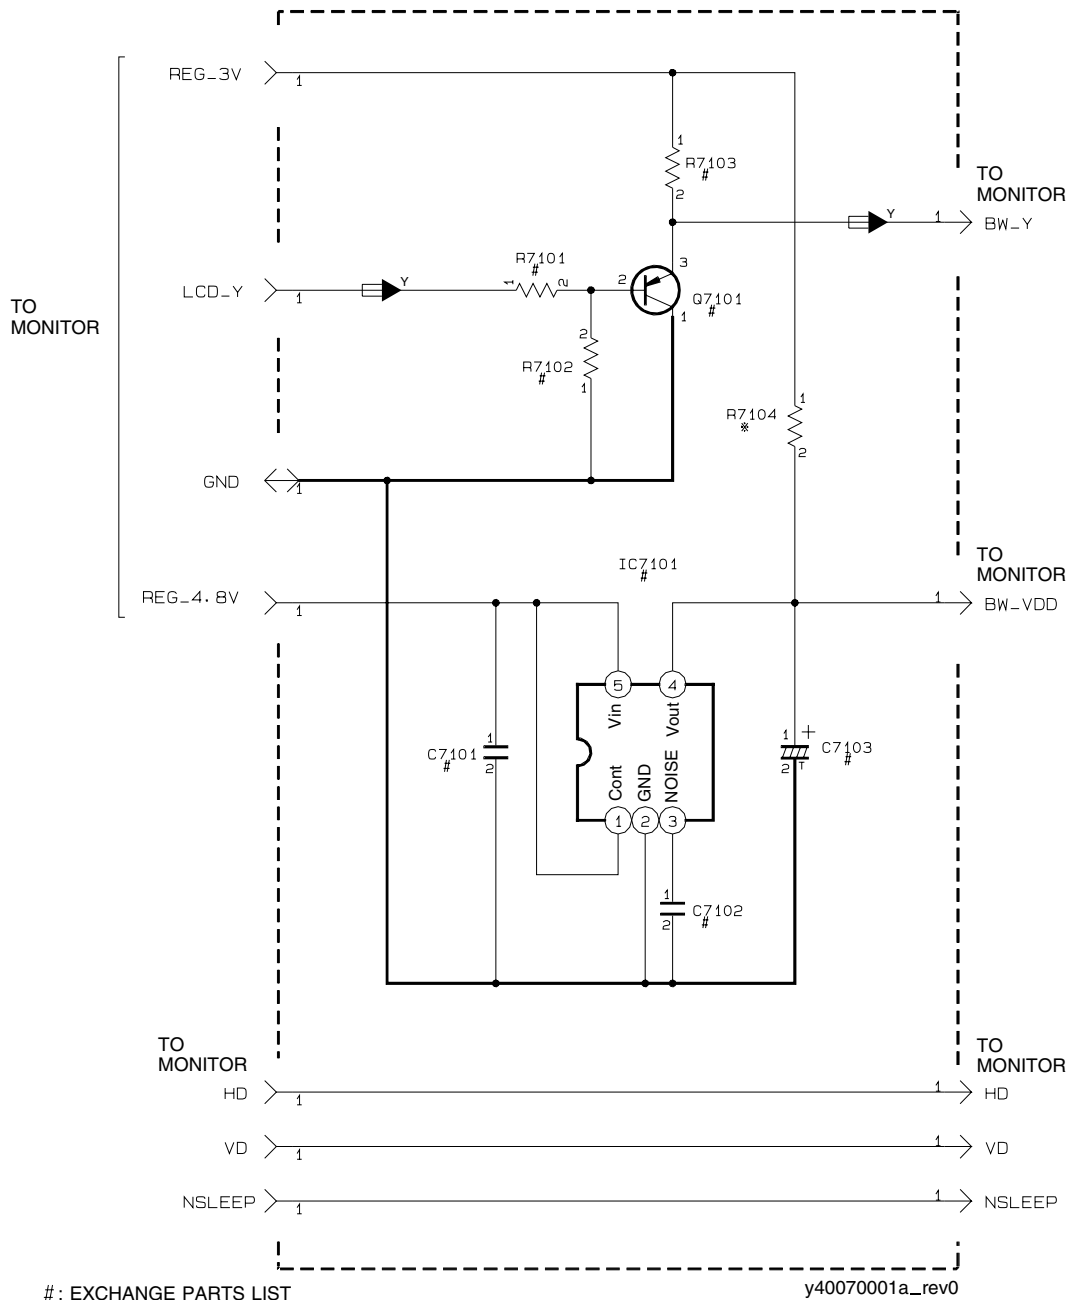 REG_3V
1
1
R7103
#
2
TO
MONITOR
Y
1
BW_Y
R7101
#
Y
LCD_Y
1
1
2
2
3
Q7101
#
1
TO
MONITOR
2
R7102
#
1
1
R7104
※
2
GND
1
IC7101
#
TO
MONITOR
REG_4.8V
1
1
BW_VDD
5
4
Vin
Vout
1
C7101
#
2
1
+
C7103
#
2
T
Cont
GND
NOISE
1
2
3
1
C7102
#
2
TO
MONITOR
TO
MONITOR
HD
1
1
HD
VD
1
1
VD
NSLEEP
1
1
NSLEEP
#: EXCHANGE PARTS LIST
y40070001a_rev0